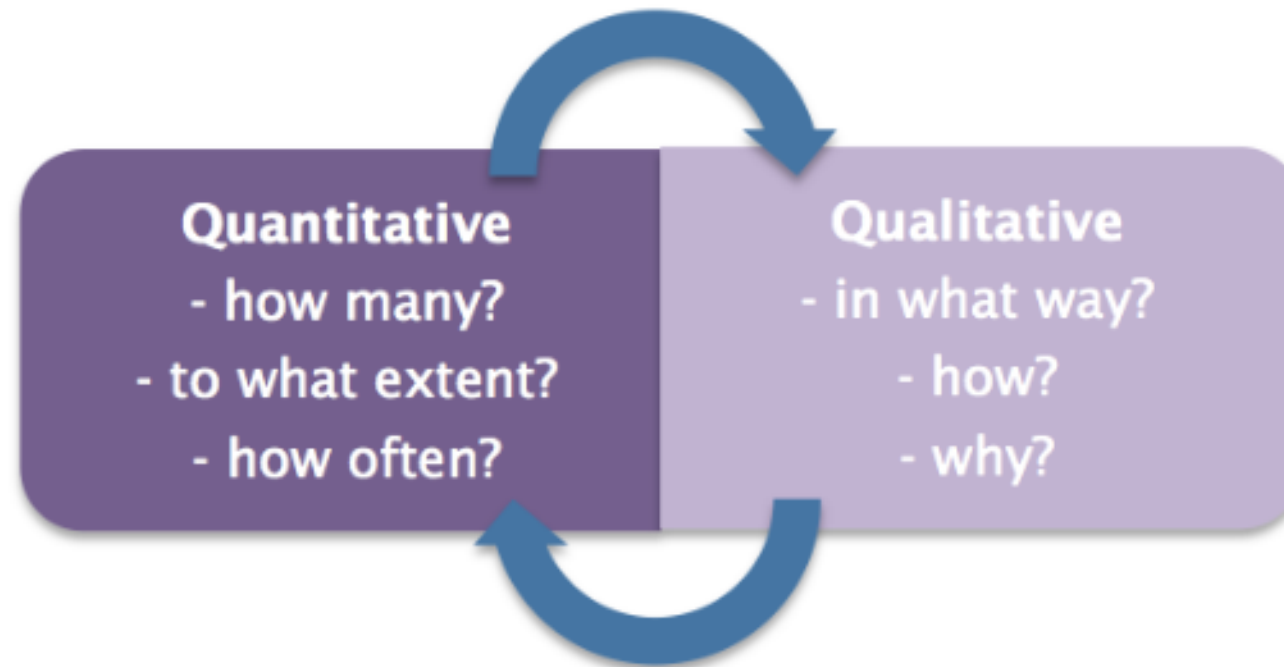 Quantitative
- how many?
- to what extent?
- how often?
Qualitative
- in what way?
- how?
- why?